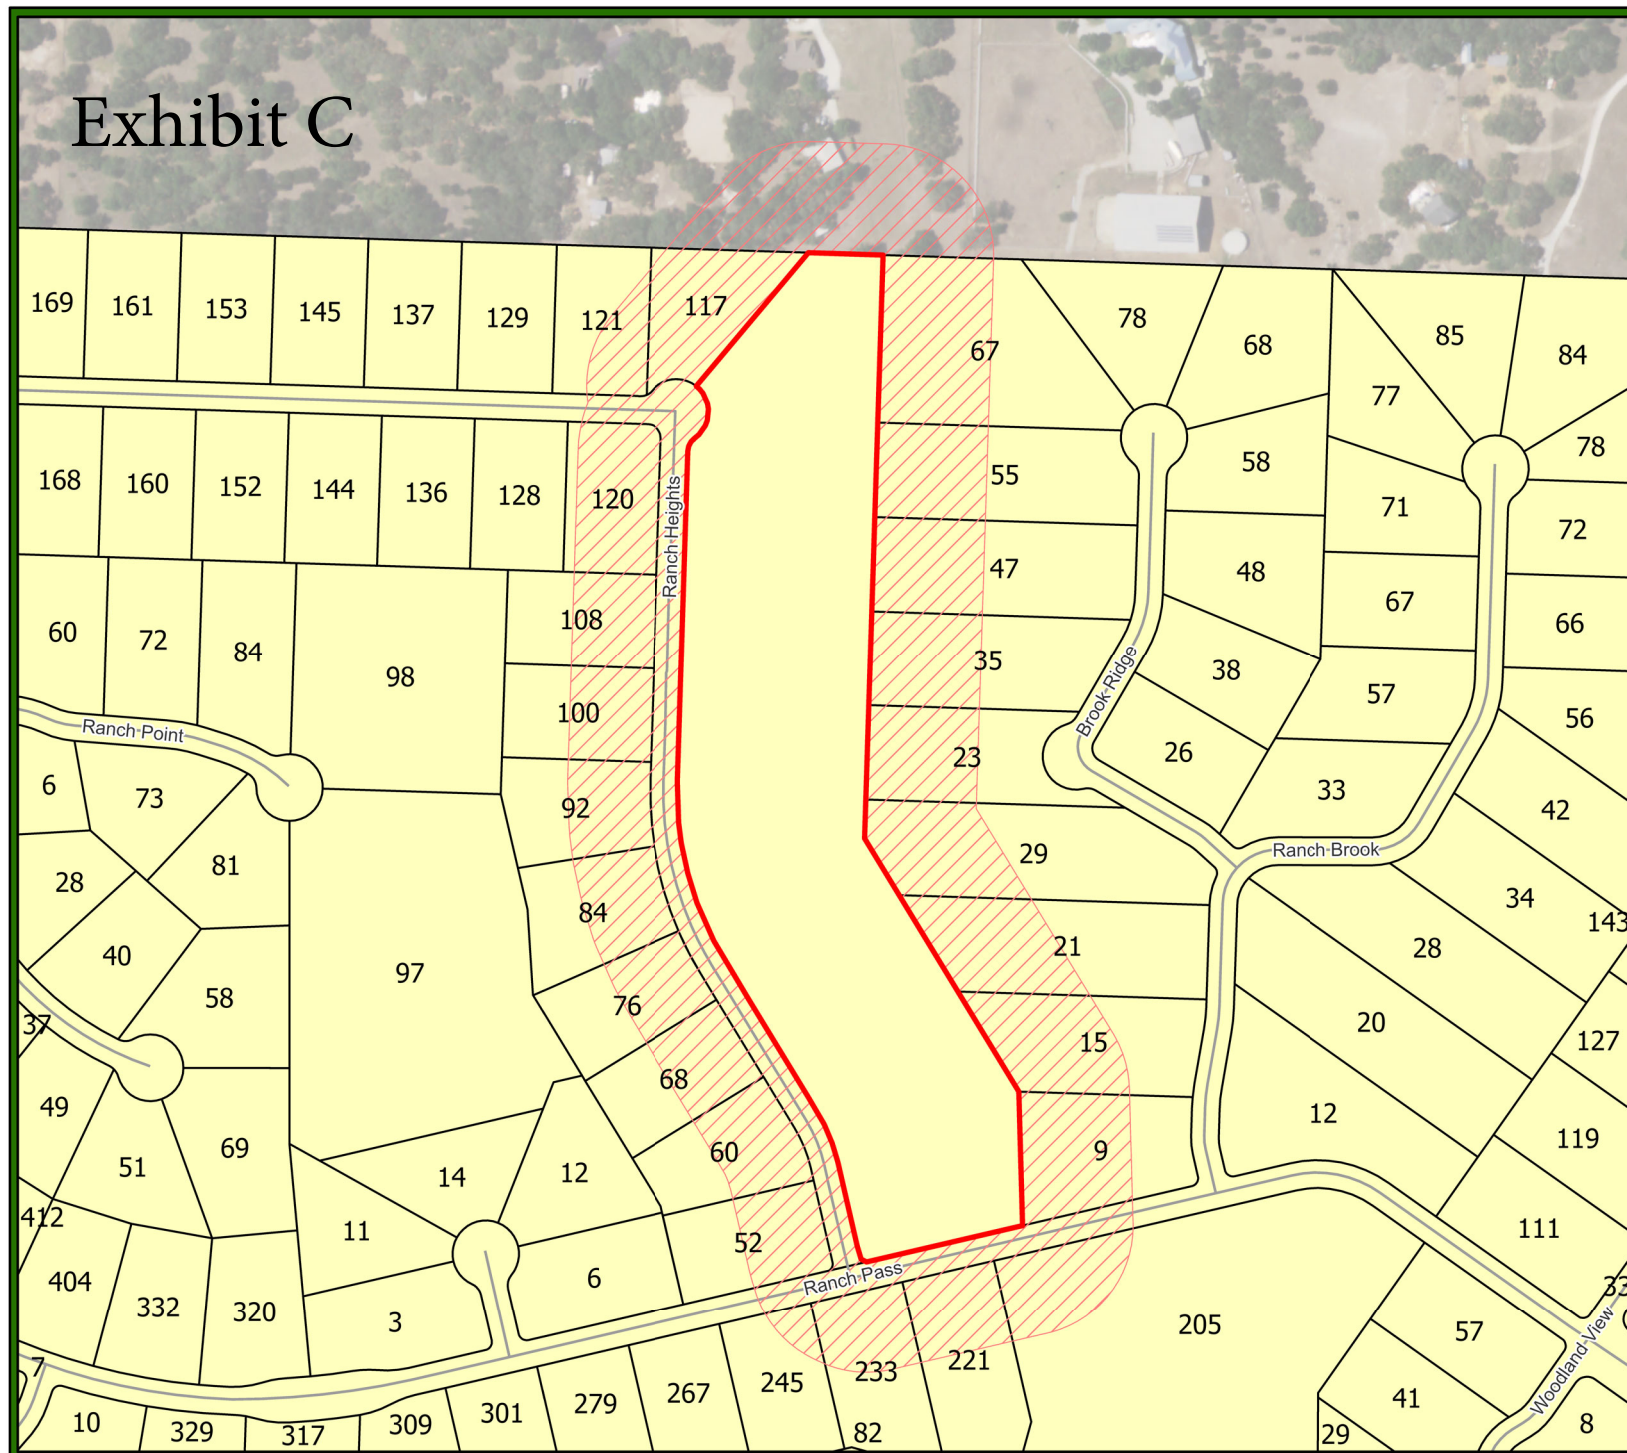 Exhibit C
169 161 153 145 137 129 121 117
67 78 68 85 84
77 78
168 160 152 144 136 128 120 Ranch Heights 55 58 71 72
47 48 67 66
60 72 84 98 108 35 38 57 56
Ranch Point 100 23 Brook Ridge 26
6 73 92 33 42
81 29 Ranch Brook
28 84 34 143
40 97 21 28
58 76 20
37 15 127
49 68 12
51 69 14 12 60 9 119
412 11 52 111
404 332 320 6 Ranch Pass 205 57 33
3 233 221
7 245 Woodland View
10 329 317 309 301 279 267 82 41 29 8